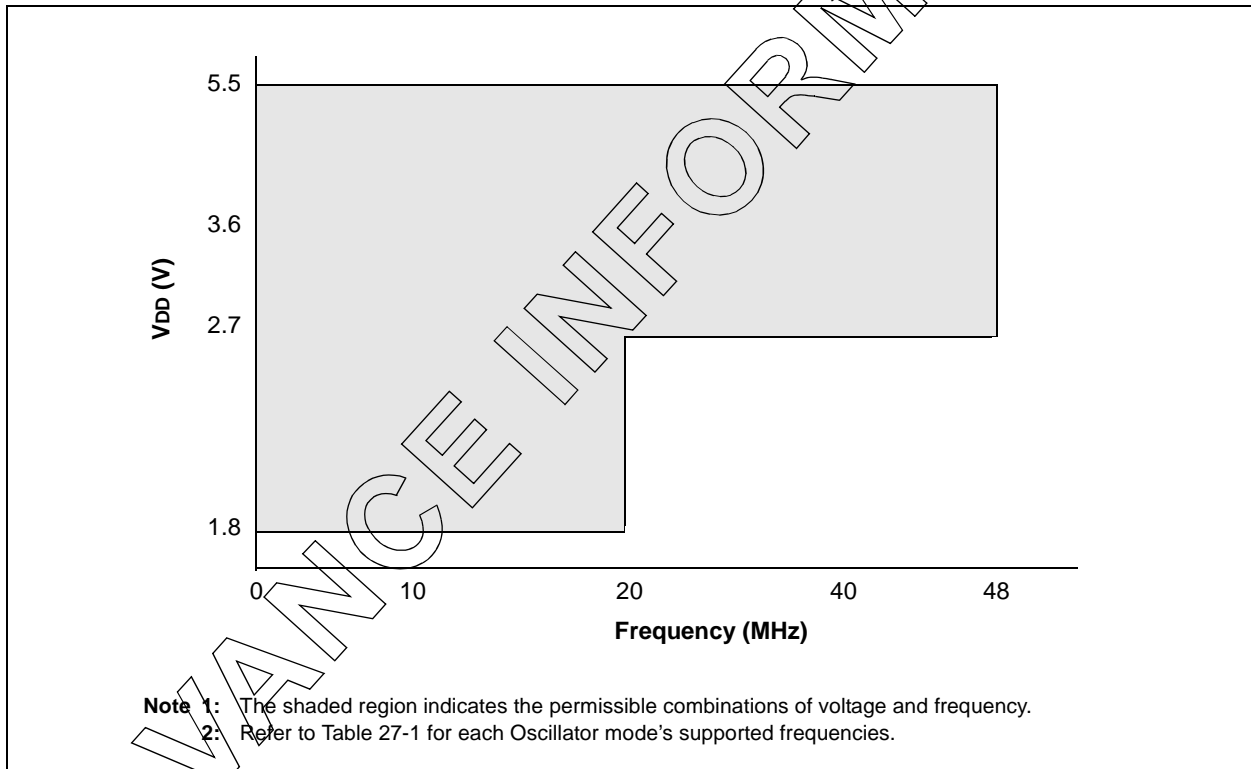 5.5
3.6
2.7
1.8
VDD (V)
0 10 20 40 48
Frequency (MHz)
Note 1: The shaded region indicates the permissible combinations of voltage and frequency.
2: Refer to Table 27-1 for each Oscillator mode's supported frequencies.
VANCE INFORM